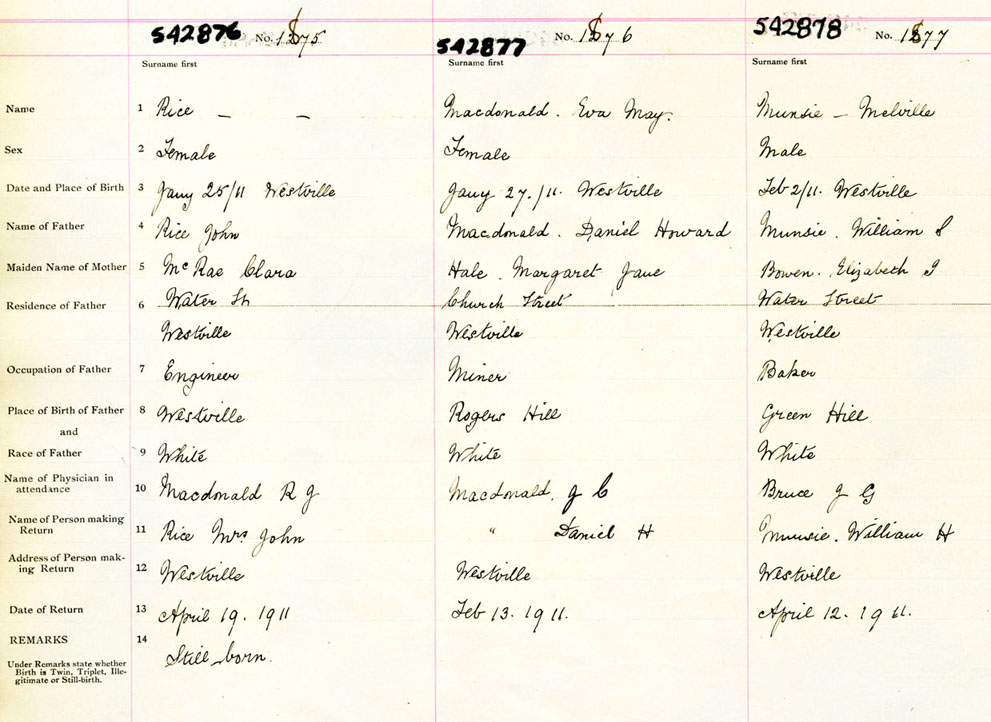 542876 No. 1875 542877 No. 1876 542878 No. 1877
Surname first Surname first Surname first
Name 1 Rice — — Macdonald. Eva May. Munsie — Melville
Sex 2 Female Female Male
Date and Place of Birth 3 Jany 25/11 Westville Jany 27./11. Westville Feb 2/11. Westville
Name of Father 4 Rice John Macdonald. Daniel Howard Munsie. William S
Maiden Name of Mother 5 McRae Clara Hale. Margaret Jane Bowen. Elizabeth J
Residence of Father 6 Water St Church Street Water Street
Westville Westville Westville
Occupation of Father 7 Engineer Miner Baker
Place of Birth of Father 8 Westville Rogers Hill Green Hill
and
Race of Father 9 White White White
Name of Physician in
attendance 10 Macdonald R J Macdonald. J C Bruce J G
Name of Person making
Return 11 Rice Mrs John " Daniel H Munsie. William H
Address of Person mak-
ing Return 12 Westville Westville Westville
Date of Return 13 April 19. 1911 Feb 13. 1911. April 12. 1911.
REMARKS 14
Still born.
Under Remarks state whether
Birth is Twin, Triplet, Ille-
gitimate or Still-birth.